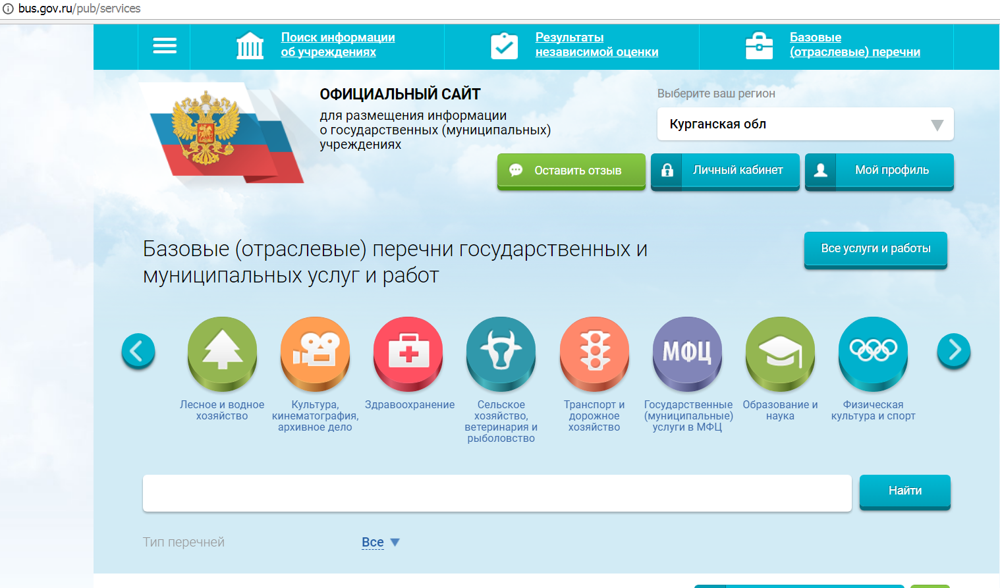 bus.gov.ru/pub/services
Поиск информации
об учреждениях
Результаты
независимой оценки
Базовые
(отраслевые) перечни
ОФИЦИАЛЬНЫЙ САЙТ
для размещения информации
о государственных (муниципальных)
учреждениях
Выберите ваш регион
Курганская обл
Оставить отзыв
Личный кабинет
Мой профиль
Базовые (отраслевые) перечни государственных и
муниципальных услуг и работ
Все услуги и работы
МФЦ
Лесное и водное
хозяйство
Культура,
кинематография,
архивное дело
Здравоохранение
Сельское
хозяйство,
ветеринария и
рыболовство
Транспорт и
дорожное
хозяйство
Государственные
(муниципальные)
услуги в МФЦ
Образование и
наука
Физическая
культура и спорт
Найти
Тип перечней
Все